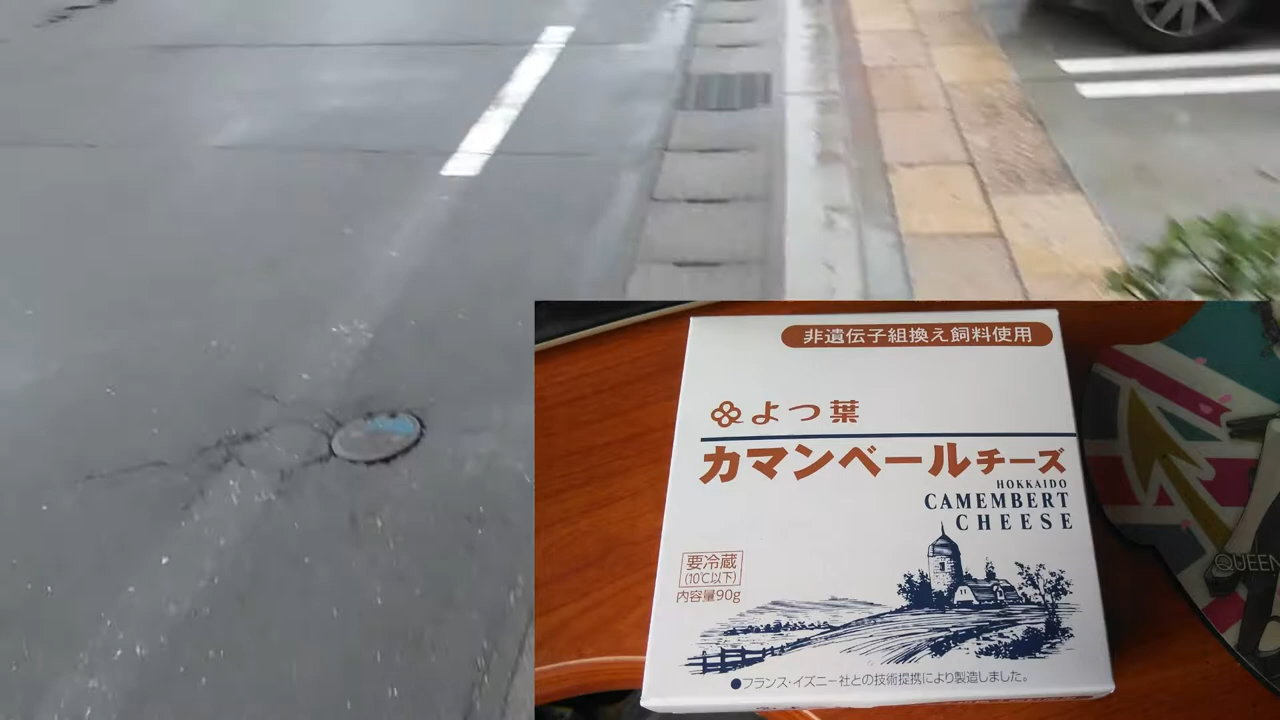 非遺伝子組換え飼料使用
よつ葉
カマンベールチーズ
HOKKAIDO
CAMEMBERT
CHEESE
要冷蔵
(10℃以下)
内容量90g
●フランス・イズニー社との技術提携により製造しました。
QUEEN